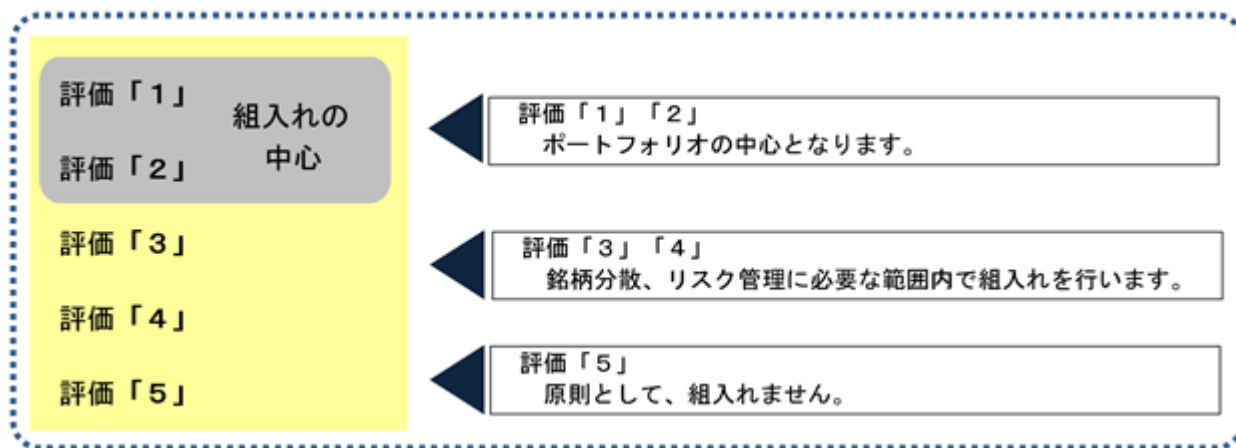 評価「１」
評価「２」
組入れの
中心
評価「３」
評価「４」
評価「５」
評価「１」「２」
ポートフォリオの中心となります。
評価「３」「４」
銘柄分散、リスク管理に必要な範囲内で組入れを行います。
評価「５」
原則として、組入れません。